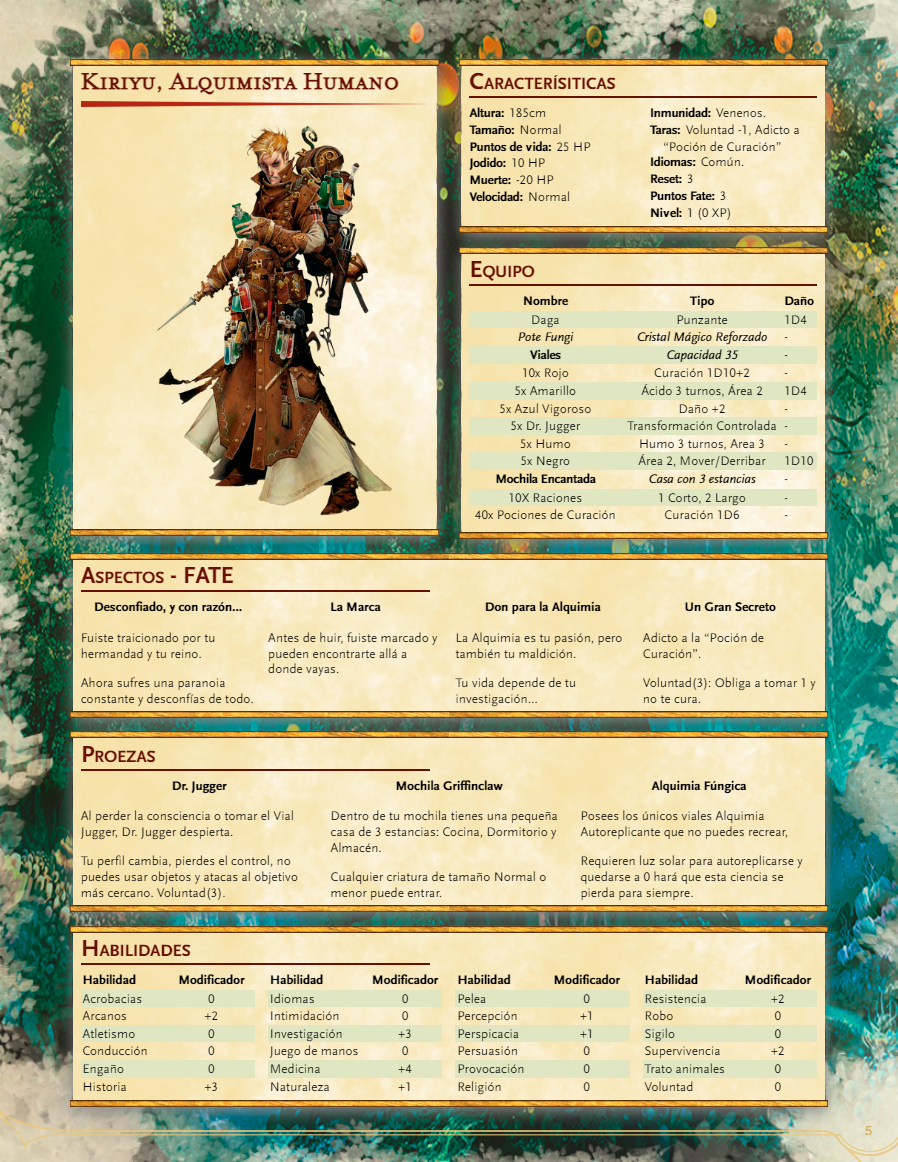 Kiriyu, Alquimista Humano
Caracterísiticas
Altura: 185cm
Tamaño: Normal
Puntos de vida: 25 HP
Jodido: 10 HP
Muerte: -20 HP
Velocidad: Normal
Inmunidad: Venenos.
Taras: Voluntad -1, Adicto a
“Poción de Curación”
Idiomas: Común.
Reset: 3
Puntos Fate: 3
Nivel: 1 (0 XP)
Equipo
Nombre Tipo Daño
Daga Punzante 1D4
Pote Fungi Cristal Mágico Reforzado -
Viales Capacidad 35 -
10x Rojo Curación 1D10+2 -
5x Amarillo Ácido 3 turnos, Área 2 1D4
5x Azul Vigoroso Daño +2 -
5x Dr. Jugger Transformación Controlada -
5x Humo Humo 3 turnos, Area 3 -
5x Negro Área 2, Mover/Derribar 1D10
Mochila Encantada Casa con 3 estancias -
10X Raciones 1 Corto, 2 Largo -
40x Pociones de Curación Curación 1D6 -
Aspectos - FATE
Desconfiado, y con razón...
Fuiste traicionado por tu
hermandad y tu reino.
Ahora sufres una paranoia
constante y desconfías de todo.
La Marca
Antes de huir, fuiste marcado y
pueden encontrarte allá a
donde vayas.
Don para la Alquimia
La Alquimia es tu pasión, pero
también tu maldición.
Tu vida depende de tu
investigación...
Un Gran Secreto
Adicto a la “Poción de
Curación”.
Voluntad(3): Obliga a tomar 1 y
no te cura.
Proezas
Dr. Jugger
Al perder la consciencia o tomar el Vial
Jugger, Dr. Jugger despierta.
Tu perfil cambia, pierdes el control, no
puedes usar objetos y atacas al objetivo
más cercano. Voluntad(3).
Mochila Griffinclaw
Dentro de tu mochila tienes una pequeña
casa de 3 estancias: Cocina, Dormitorio y
Almacén.
Cualquier criatura de tamaño Normal o
menor puede entrar.
Alquimia Fúngica
Posees los únicos viales Alquimia
Autoreplicante que no puedes recrear,
Requieren luz solar para autoreplicarse y
quedarse a 0 hará que esta ciencia se
pierda para siempre.
Habilidades
Habilidad Modificador Habilidad Modificador Habilidad Modificador Habilidad Modificador
Acrobacias 0 Idiomas 0 Pelea 0 Resistencia +2
Arcanos +2 Intimidación 0 Percepción +1 Robo 0
Atletismo 0 Investigación +3 Perspicacia +1 Sigilo 0
Conducción 0 Juego de manos 0 Persuasión 0 Supervivencia +2
Engaño 0 Medicina +4 Provocación 0 Trato animales 0
Historia +3 Naturaleza +1 Religión 0 Voluntad 0
5